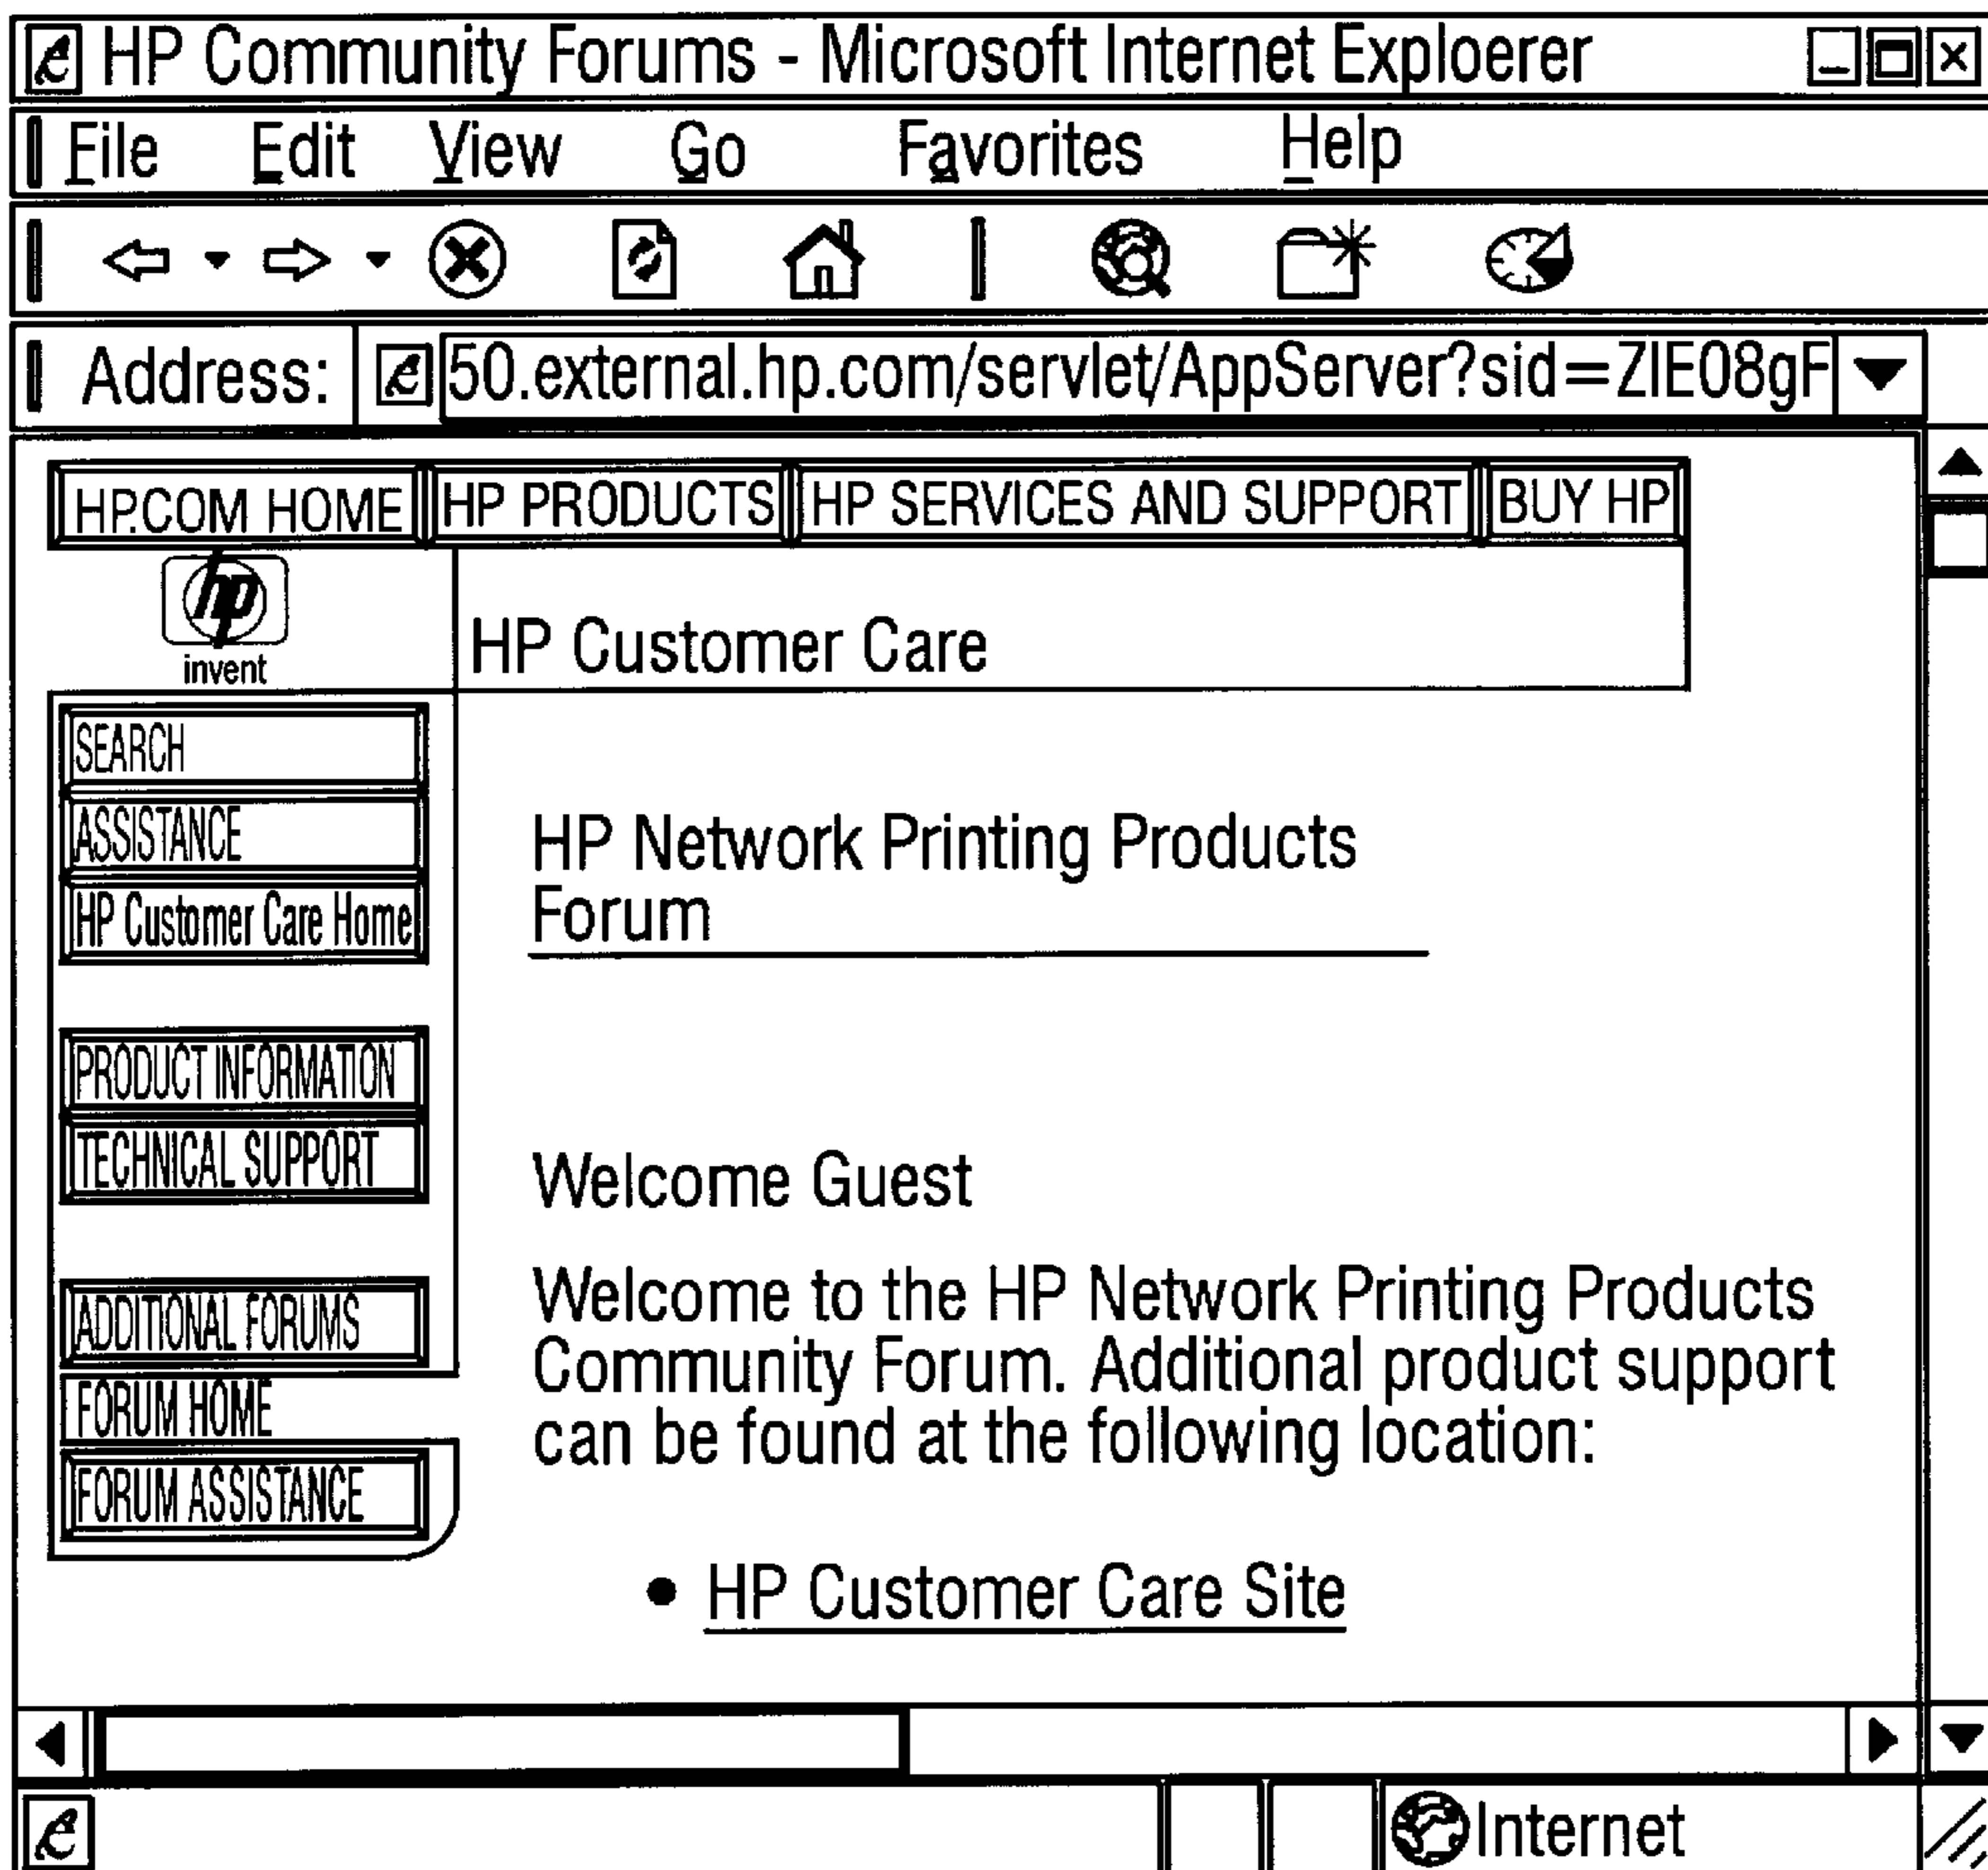 HP Community Forums - Microsoft Internet Exploerer
File Edit View Go Favorites Help
Address: 50.external.hp.com/servlet/AppServer?sid=ZIE08gF
HP.COM HOME HP PRODUCTS HP SERVICES AND SUPPORT BUY HP
hp
invent
HP Customer Care
SEARCH
ASSISTANCE
HP Customer Care Home
PRODUCT INFORMATION
TECHNICAL SUPPORT
ADDITIONAL FORUMS
FORUM HOME
FORUM ASSISTANCE
HP Network Printing Products
Forum
Welcome Guest
Welcome to the HP Network Printing Products
Community Forum. Additional product support
can be found at the following location:
• HP Customer Care Site
Internet